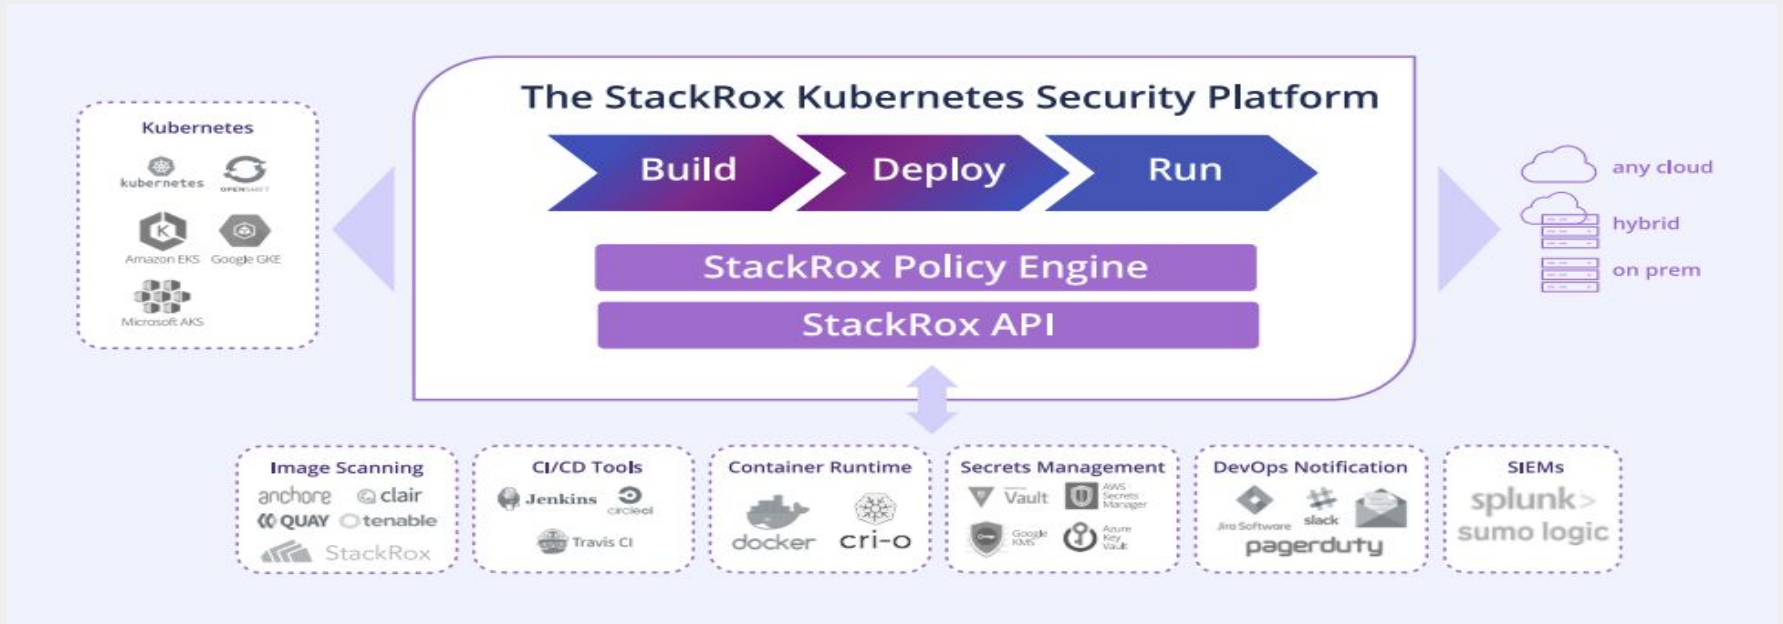 The StackRox Kubernetes Security Platform
Build
Deploy
Run
StackRox Policy Engine
StackRox API
Kubernetes
kubernetes
OPENSHIFT
Amazon EKS
Google GKE
Microsoft AKS
any cloud
hybrid
on prem
Image Scanning
anchore
clair
QUAY
tenable
StackRox
CI/CD Tools
Jenkins
circleci
Travis CI
Container Runtime
docker
cri-o
Secrets Management
Vault
AWS
Secrets
Manager
Google
KMS
Azure
Key
Vault
DevOps Notification
Jira Software
slack
pagerduty
SIEMs
splunk>
sumo logic